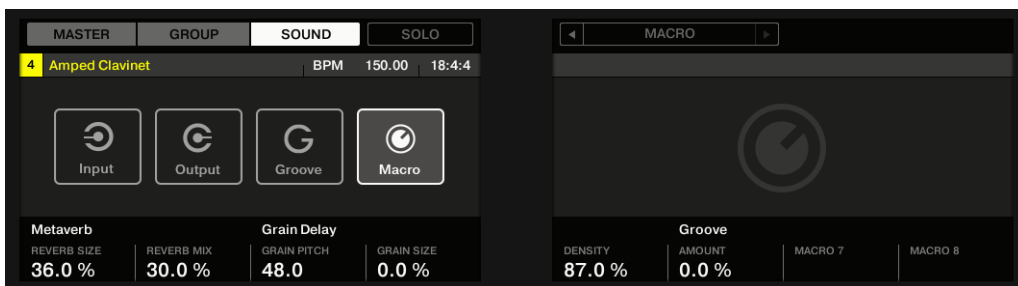 MASTER GROUP SOUND SOLO
4 Amped Clavinet BPM 150.00 18:4:4
Input Output Groove Macro
Metaverb Grain Delay
REVERB SIZE REVERB MIX GRAIN PITCH GRAIN SIZE
36.0 % 30.0 % 48.0 0.0 %
MACRO
Groove
DENSITY AMOUNT MACRO 7 MACRO 8
87.0 % 0.0 %